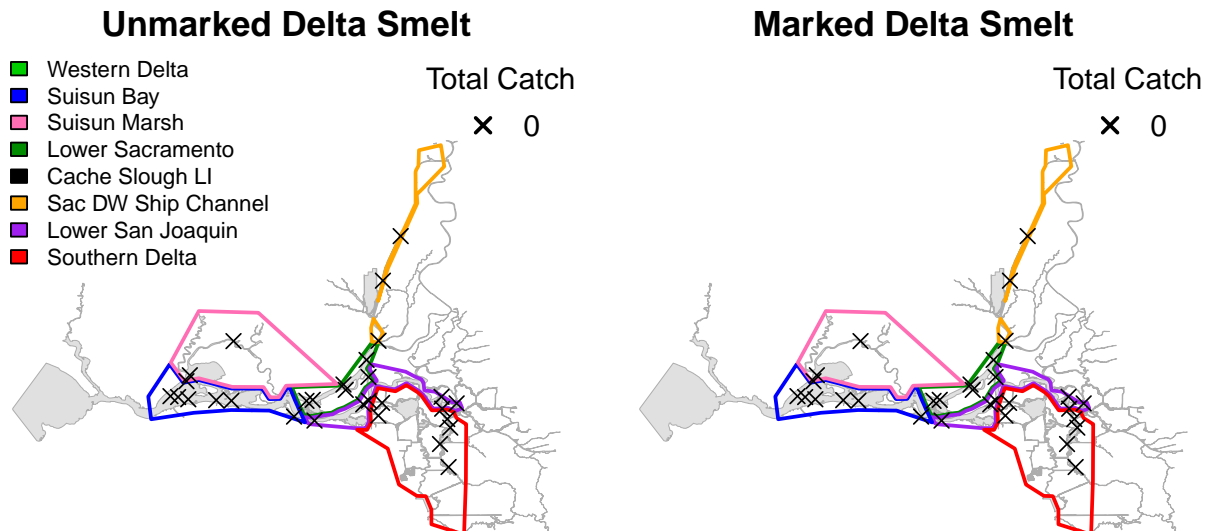 Unmarked Delta Smelt
Western Delta
Suisun Bay
Suisun Marsh
Lower Sacramento
Cache Slough LI
Sac DW Ship Channel
Lower San Joaquin
Southern Delta
Total Catch
0
Marked Delta Smelt
Total Catch
0